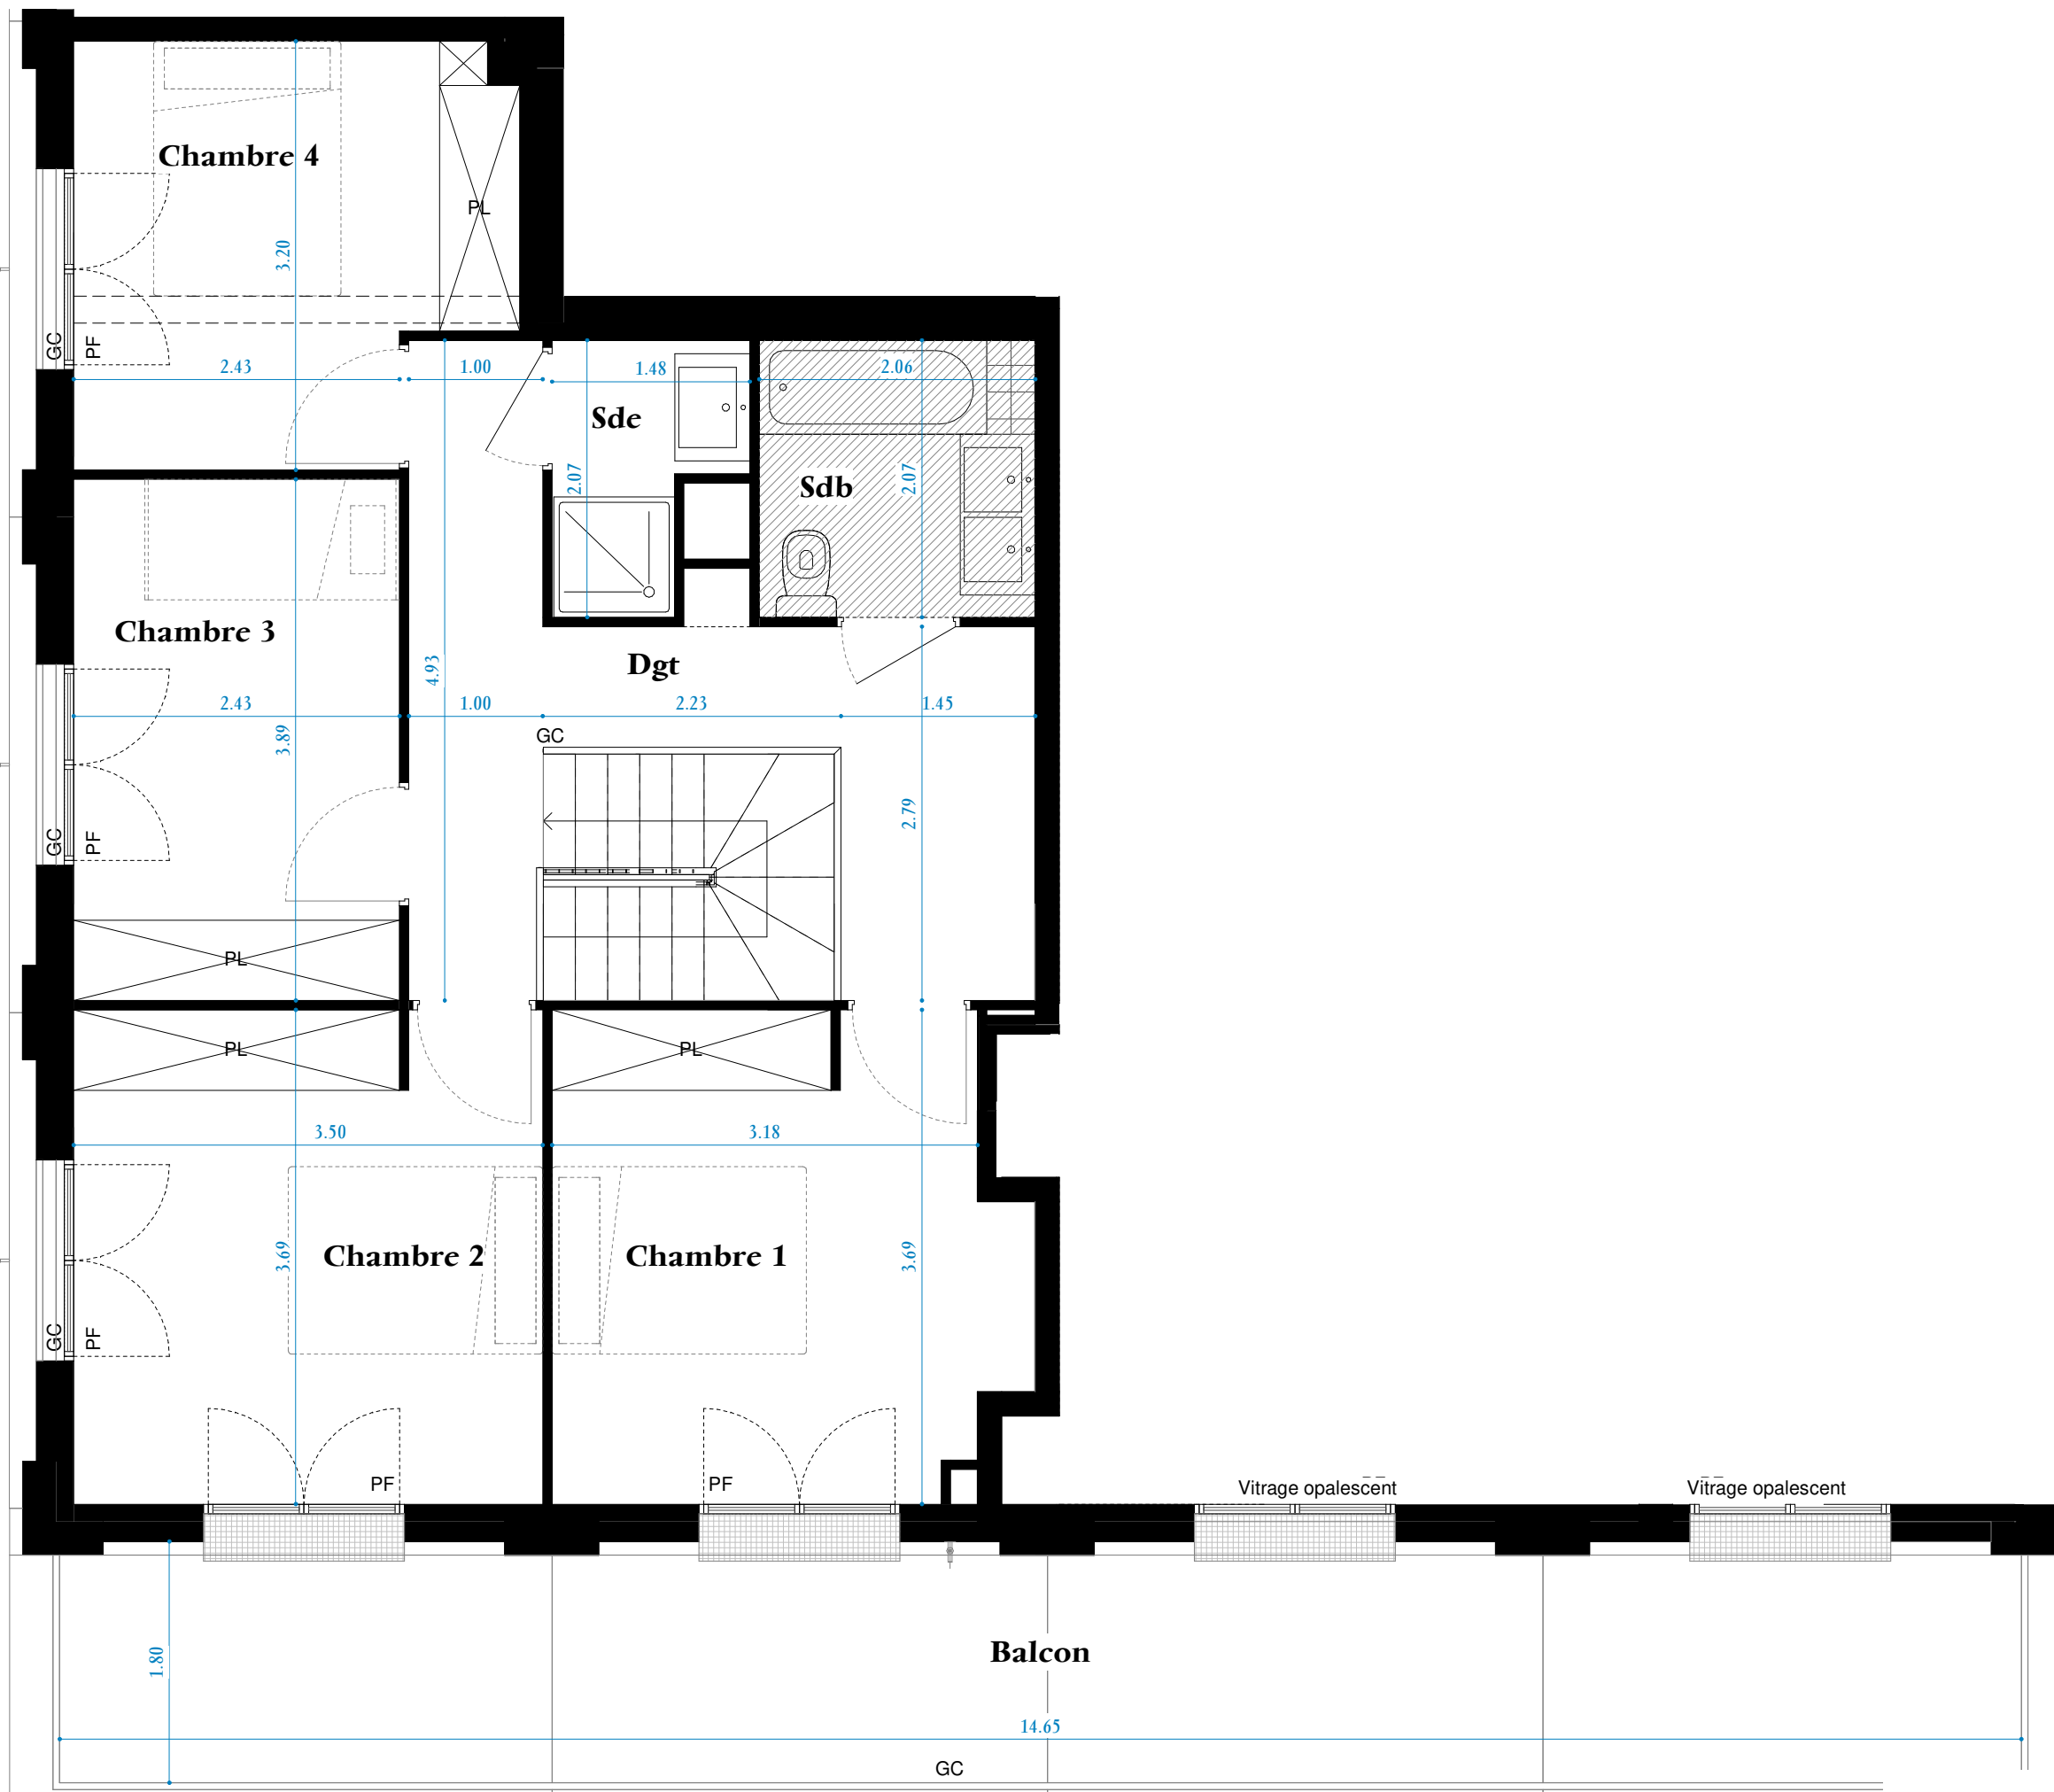 Chambre 4
PL
3.20
GC
PF
2.43
1.00
1.48
2.06
Sde
2.07
Sdb
2.07
Chambre 3
Dgt
4.93
2.43
1.00
2.23
1.45
3.89
GC
2.79
GC
PF
PL
PL
PL
3.50
3.18
Chambre 2
Chambre 1
3.69
3.69
GC
PF
PF
PF
Vitrage opalescent
Vitrage opalescent
Balcon
1.80
14.65
GC